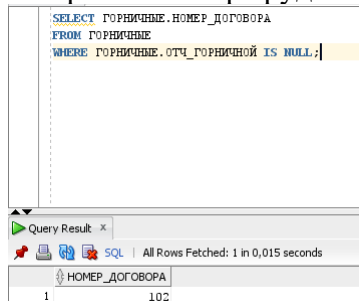 SELECT ГОРНИЧНЫЕ.НОМЕР_ДОГОВОРА
FROM ГОРНИЧНЫЕ
WHERE ГОРНИЧНЫЕ.ОТЧ_ГОРНИЧНОЙ IS NULL;
Query Result ×
SQL | All Rows Fetched: 1 in 0,015 seconds
НОМЕР_ДОГОВОРА
1 102